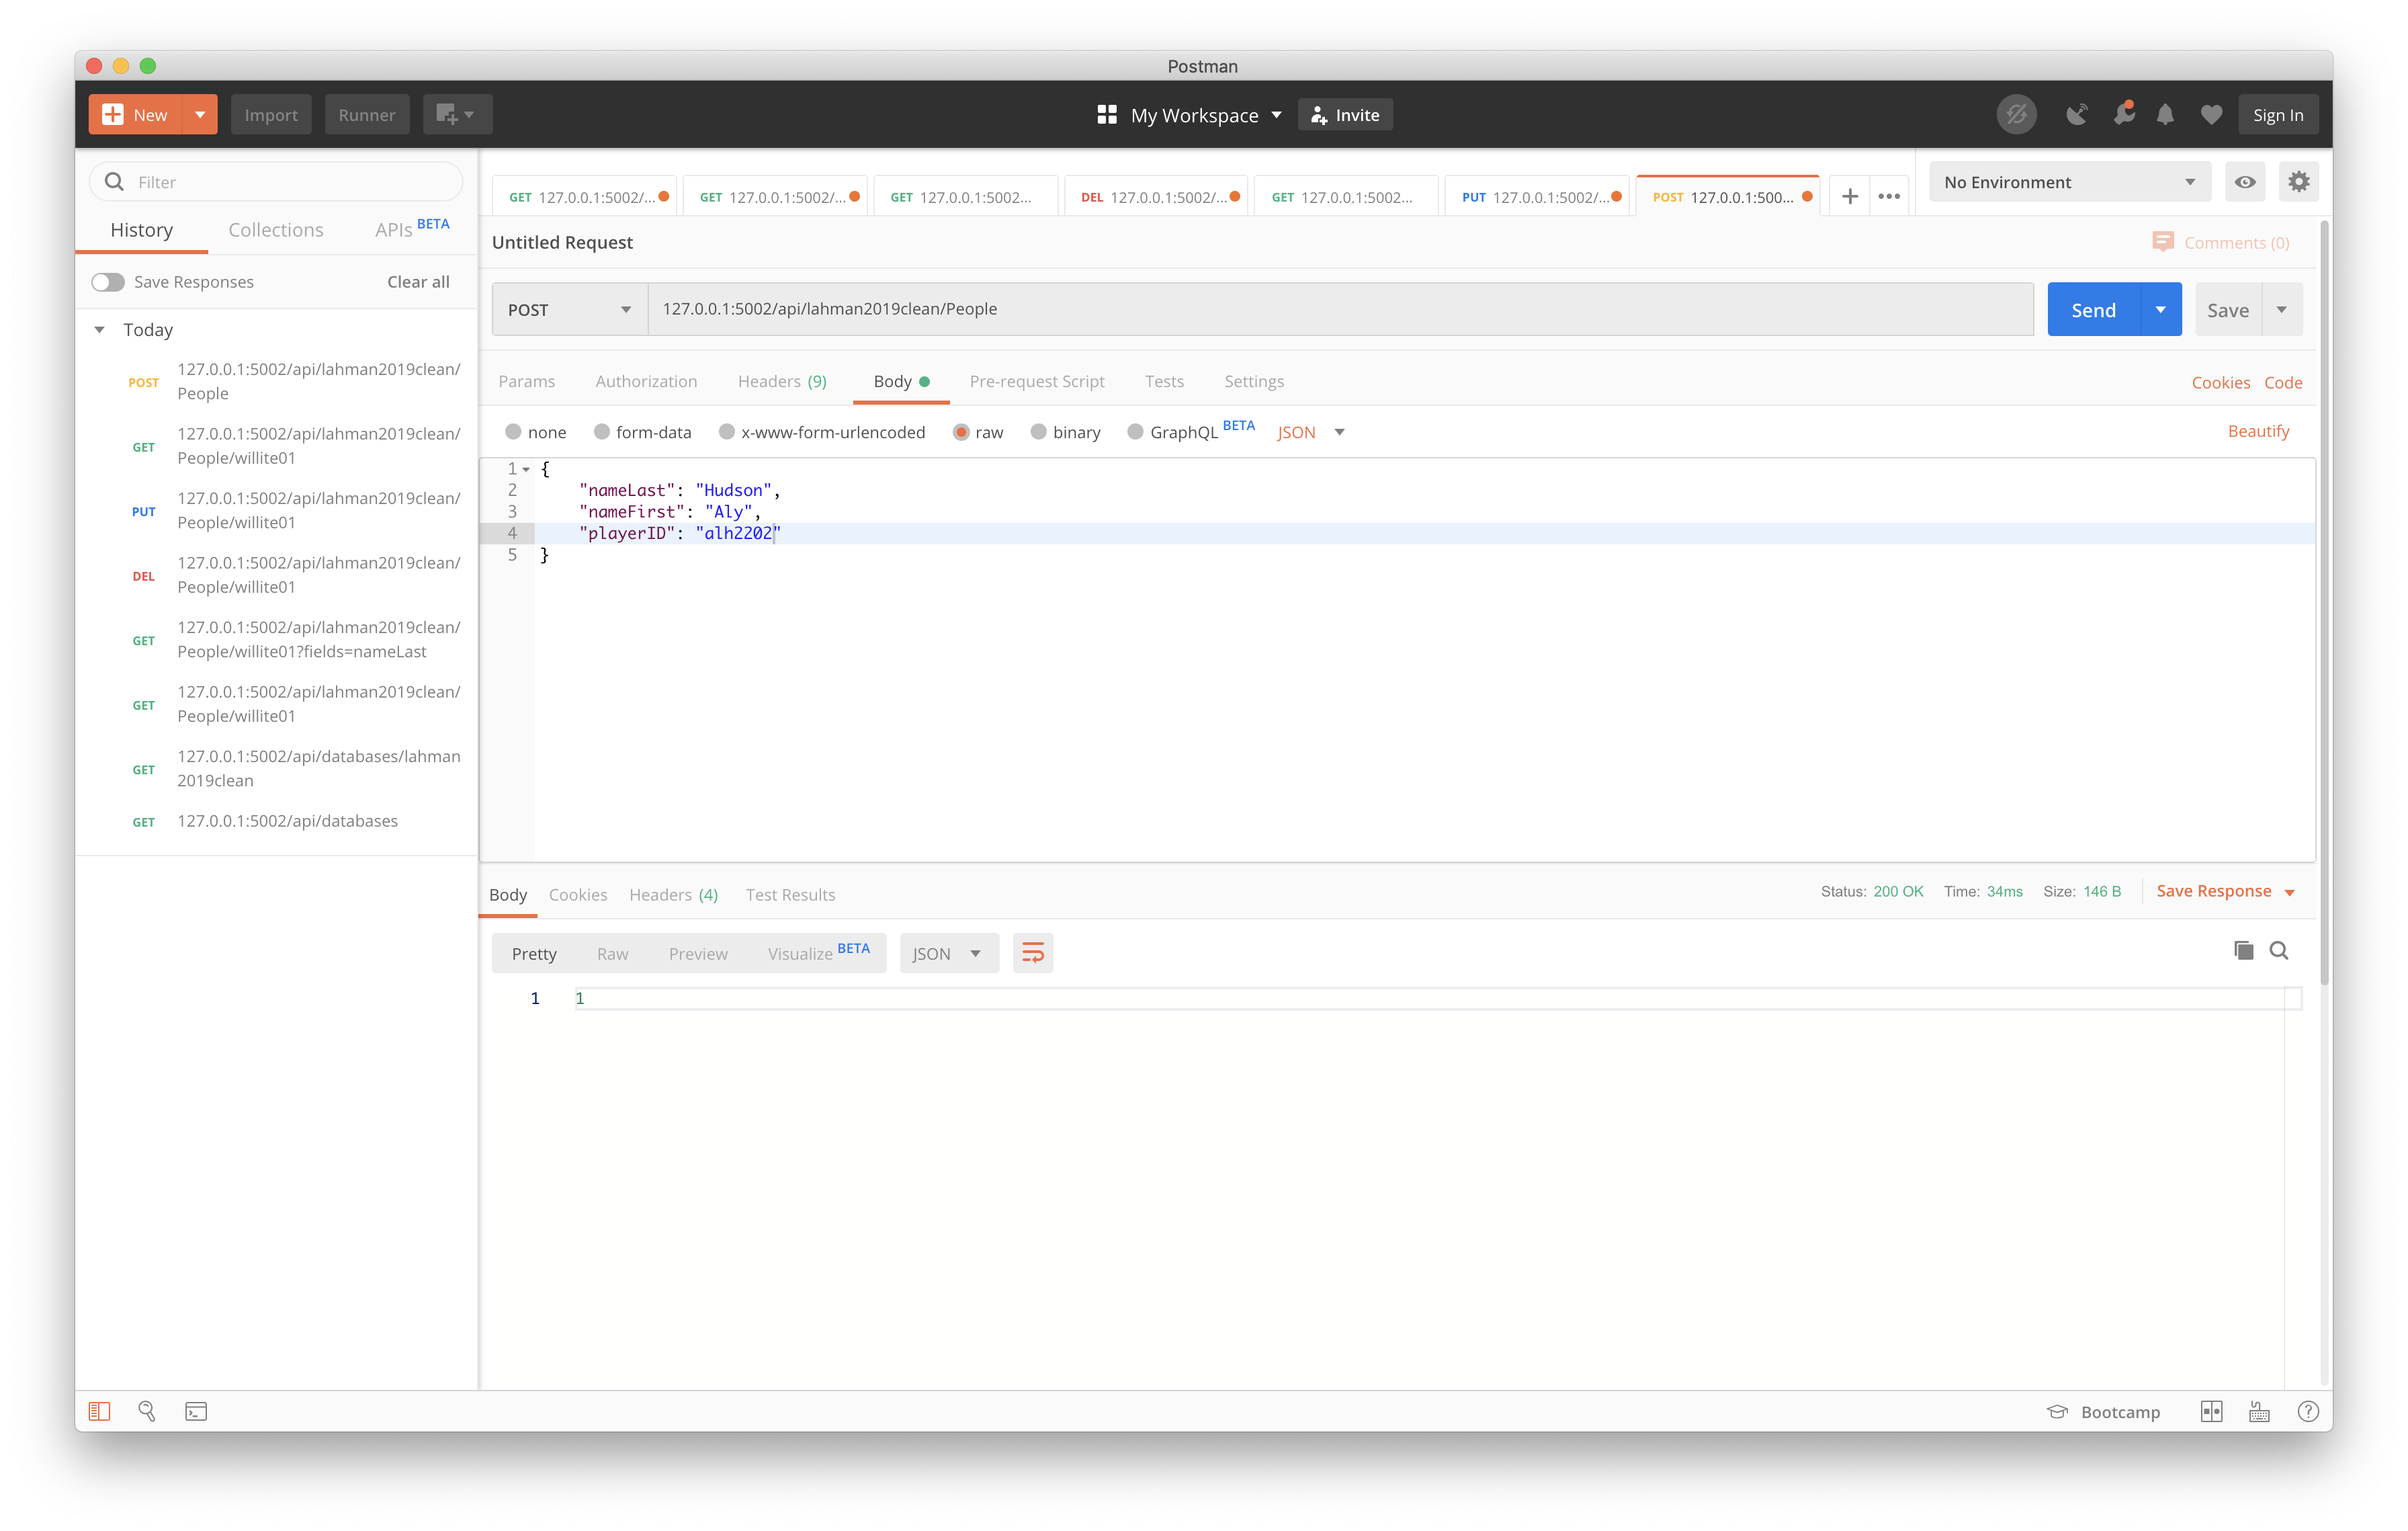 Postman
New Import Runner My Workspace Invite Sign In
Filter
History Collections APIs BETA
Save Responses Clear all
Today
POST 127.0.0.1:5002/api/lahman2019clean/
People
GET 127.0.0.1:5002/api/lahman2019clean/
People/willite01
PUT 127.0.0.1:5002/api/lahman2019clean/
People/willite01
DEL 127.0.0.1:5002/api/lahman2019clean/
People/willite01
GET 127.0.0.1:5002/api/lahman2019clean/
People/willite01?fields=nameLast
GET 127.0.0.1:5002/api/lahman2019clean/
People/willite01
GET 127.0.0.1:5002/api/databases/lahman
2019clean
GET 127.0.0.1:5002/api/databases
GET 127.0.0.1:5002/... GET 127.0.0.1:5002/... GET 127.0.0.1:5002... DEL 127.0.0.1:5002/... GET 127.0.0.1:5002... PUT 127.0.0.1:5002/... POST 127.0.0.1:500... No Environment
Untitled Request Comments (0)
POST 127.0.0.1:5002/api/lahman2019clean/People Send Save
Params Authorization Headers (9) Body Pre-request Script Tests Settings Cookies Code
none form-data x-www-form-urlencoded raw binary GraphQL BETA JSON Beautify
1 {
2 "nameLast": "Hudson",
3 "nameFirst": "Aly",
4 "playerID": "alh2202"
5 }
Body Cookies Headers (4) Test Results Status: 200 OK Time: 34ms Size: 146 B Save Response
Pretty Raw Preview Visualize BETA JSON
1 1
Bootcamp